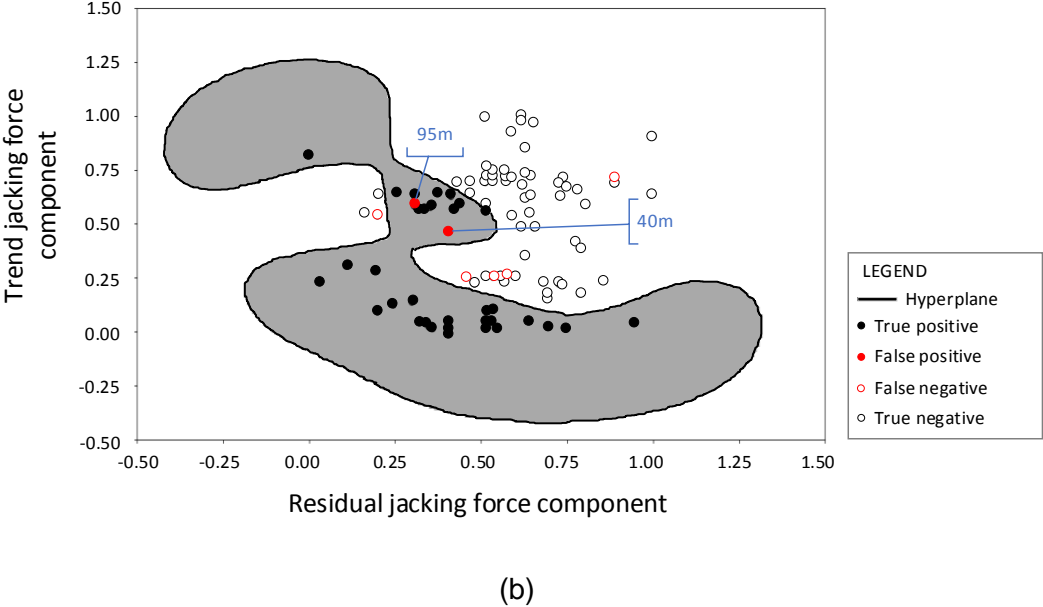 1.50
1.25
1.00
0.75
0.50
0.25
0.00
-0.25
-0.50
Trend jacking force
component
95m
40m
-0.50 -0.25 0.00 0.25 0.50 0.75 1.00 1.25 1.50
Residual jacking force component
LEGEND
Hyperplane
True positive
False positive
False negative
True negative
(b)